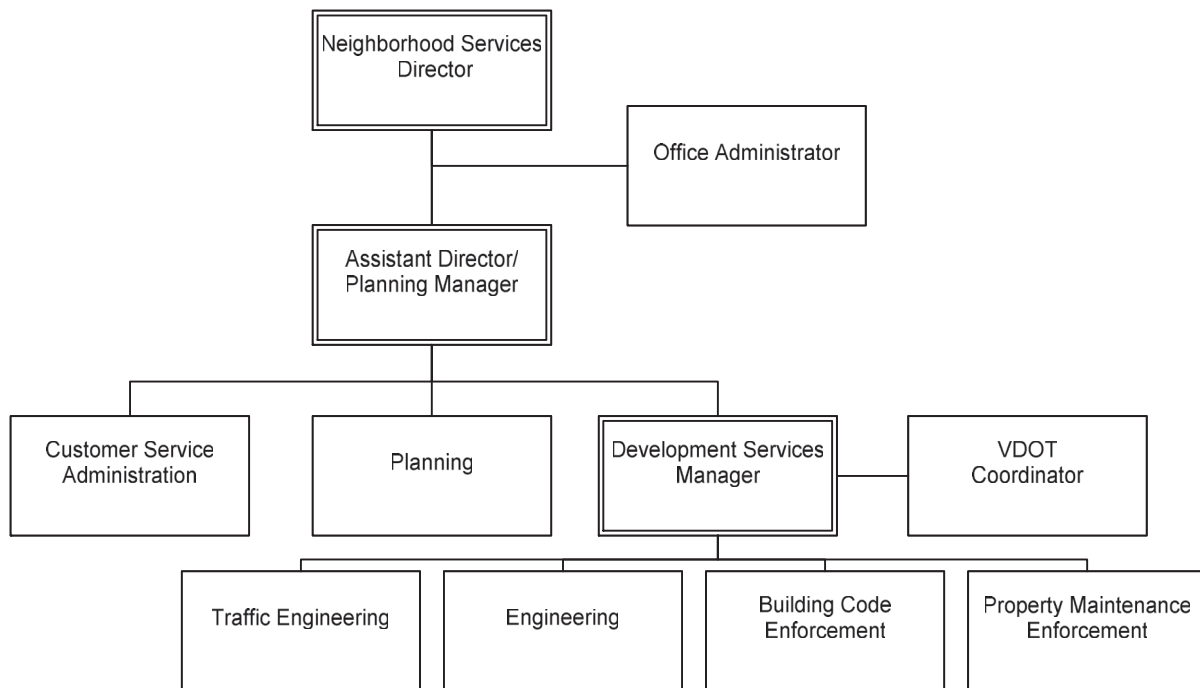 Neighborhood Services
Director
Office Administrator
Assistant Director/
Planning Manager
Customer Service
Administration
Planning
Development Services
Manager
VDOT
Coordinator
Traffic Engineering
Engineering
Building Code
Enforcement
Property Maintenance
Enforcement